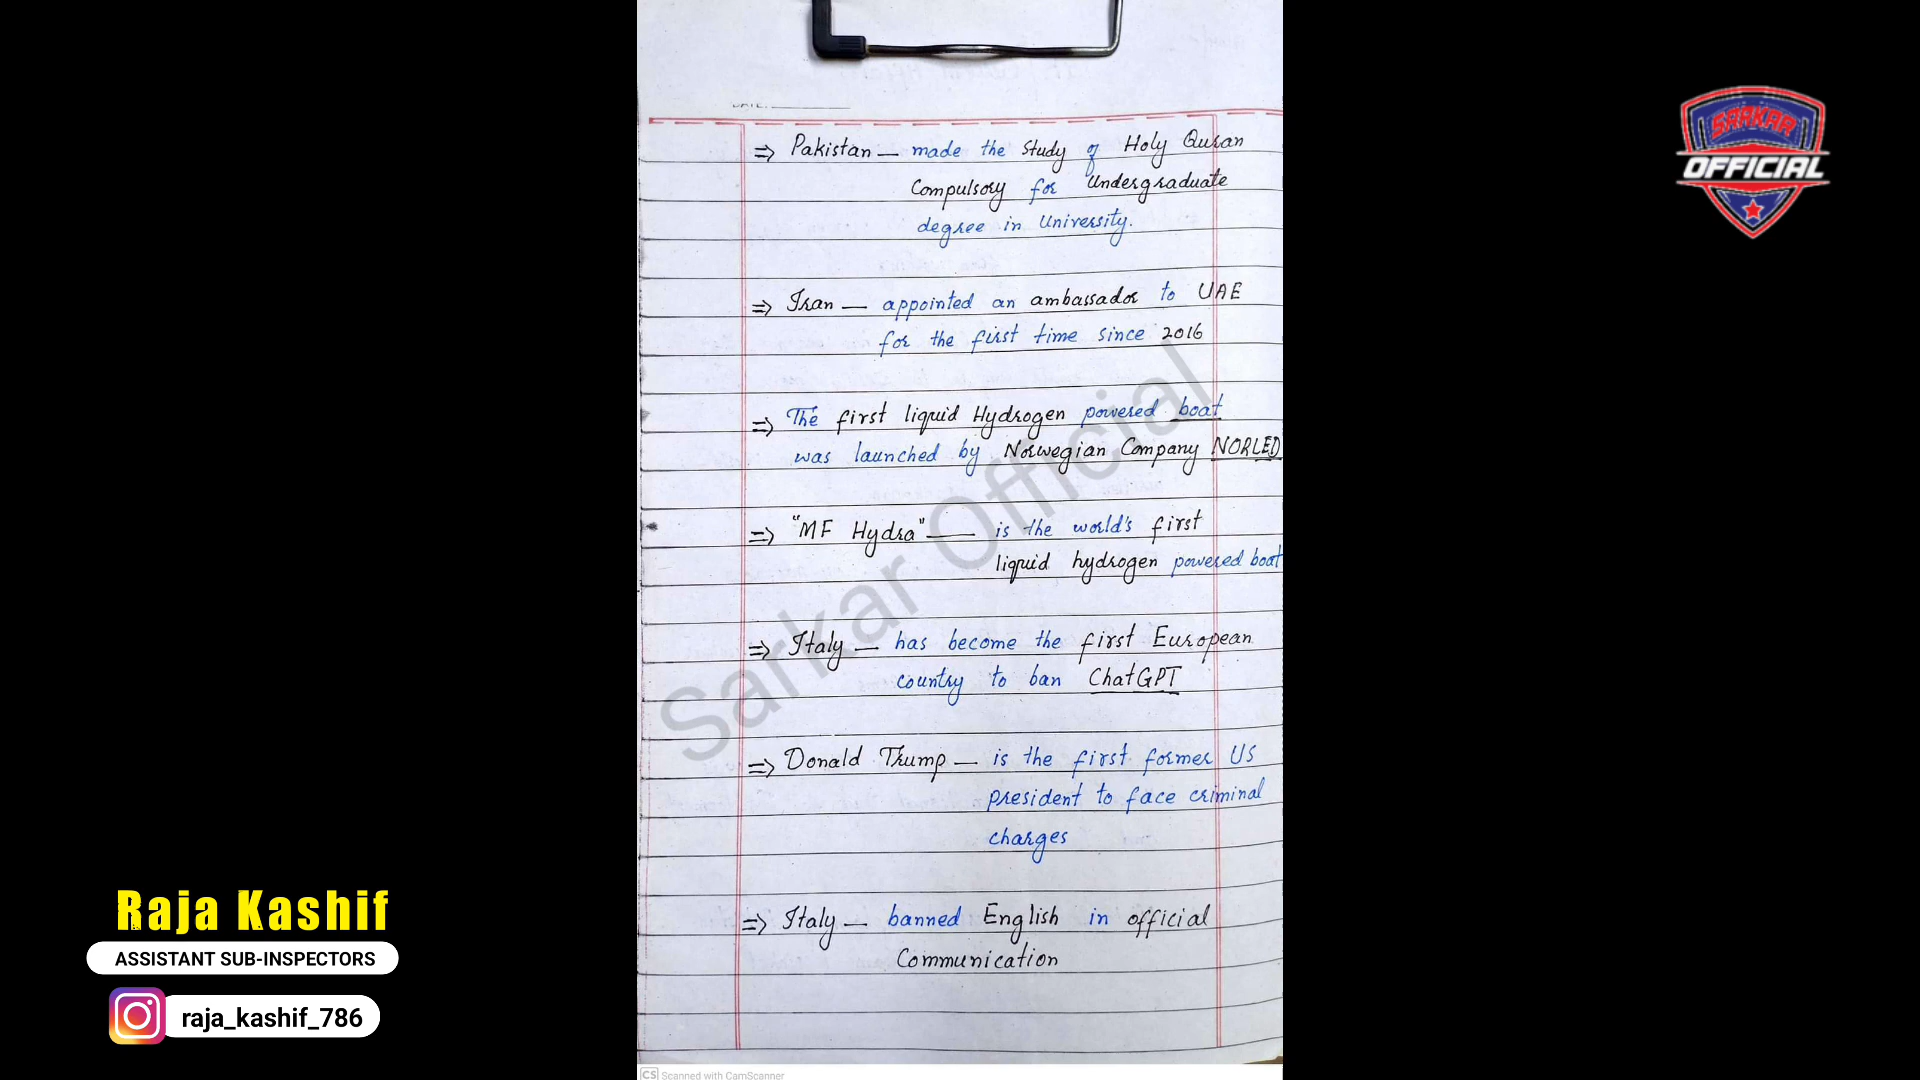 DATE:
⇒ Pakistan — made the Study of Holy Quran
Compulsory for Undergraduate
degree in University.
⇒ Iran — appointed an ambassador to UAE
for the first time since 2016
⇒ The first liquid Hydrogen powered boat
was launched by Norwegian Company NORLED
⇒ "MF Hydra" — is the world's first
liquid hydrogen powered boat
⇒ Italy — has become the first European
country to ban ChatGPT
⇒ Donald Trump — is the first former US
president to face criminal
charges
⇒ Italy — banned English in official
Communication
Sarkar Official
CS Scanned with CamScanner
SARKAR
OFFICIAL
Raja Kashif
ASSISTANT SUB-INSPECTORS
raja_kashif_786